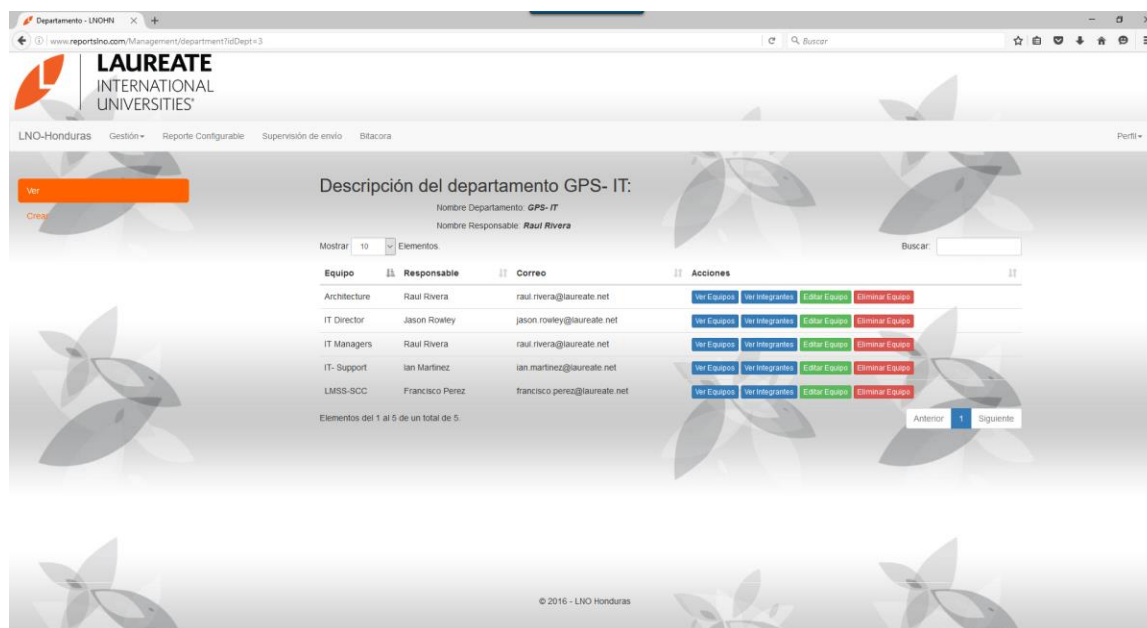 Departamento - LNOHN
www.reportslno.com/Management/department?idDept=3
Buscar
LAUREATE
INTERNATIONAL
UNIVERSITIES®
LNO-Honduras Gestión Reporte Configurable Supervisión de envío Bitacora Perfil
Ver
Crear
Descripción del departamento GPS- IT:
Nombre Departamento: GPS- IT
Nombre Responsable: Raul Rivera
Mostrar 10 Elementos. Buscar:
Equipo Responsable Correo Acciones
Architecture Raul Rivera raul.rivera@laureate.net Ver Equipos Ver Integrantes Editar Equipo Eliminar Equipo
IT Director Jason Rowley jason.rowley@laureate.net Ver Equipos Ver Integrantes Editar Equipo Eliminar Equipo
IT Managers Raul Rivera raul.rivera@laureate.net Ver Equipos Ver Integrantes Editar Equipo Eliminar Equipo
IT- Support Ian Martinez ian.martinez@laureate.net Ver Equipos Ver Integrantes Editar Equipo Eliminar Equipo
LMSS-SCC Francisco Perez francisco.perez@laureate.net Ver Equipos Ver Integrantes Editar Equipo Eliminar Equipo
Elementos del 1 al 5 de un total de 5. Anterior 1 Siguiente
© 2016 - LNO Honduras